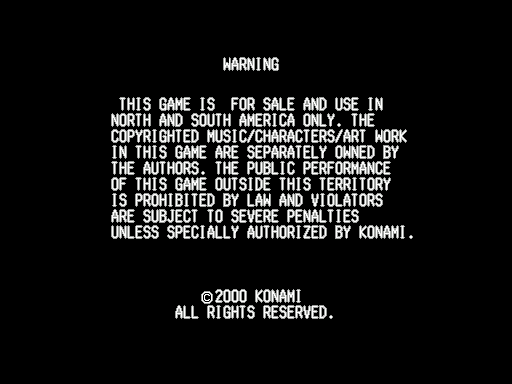 WARNING
THIS GAME IS  FOR SALE AND USE IN
NORTH AND SOUTH AMERICA ONLY. THE
COPYRIGHTED MUSIC/CHARACTERS/ART WORK
IN THIS GAME ARE SEPARATELY OWNED BY
THE AUTHORS. THE PUBLIC PERFORMANCE
OF THIS GAME OUTSIDE THIS TERRITORY
IS PROHIBITED BY LAW AND VIOLATORS
ARE SUBJECT TO SEVERE PENALTIES
UNLESS SPECIALLY AUTHORIZED BY KONAMI.
©2000 KONAMI
ALL RIGHTS RESERVED.